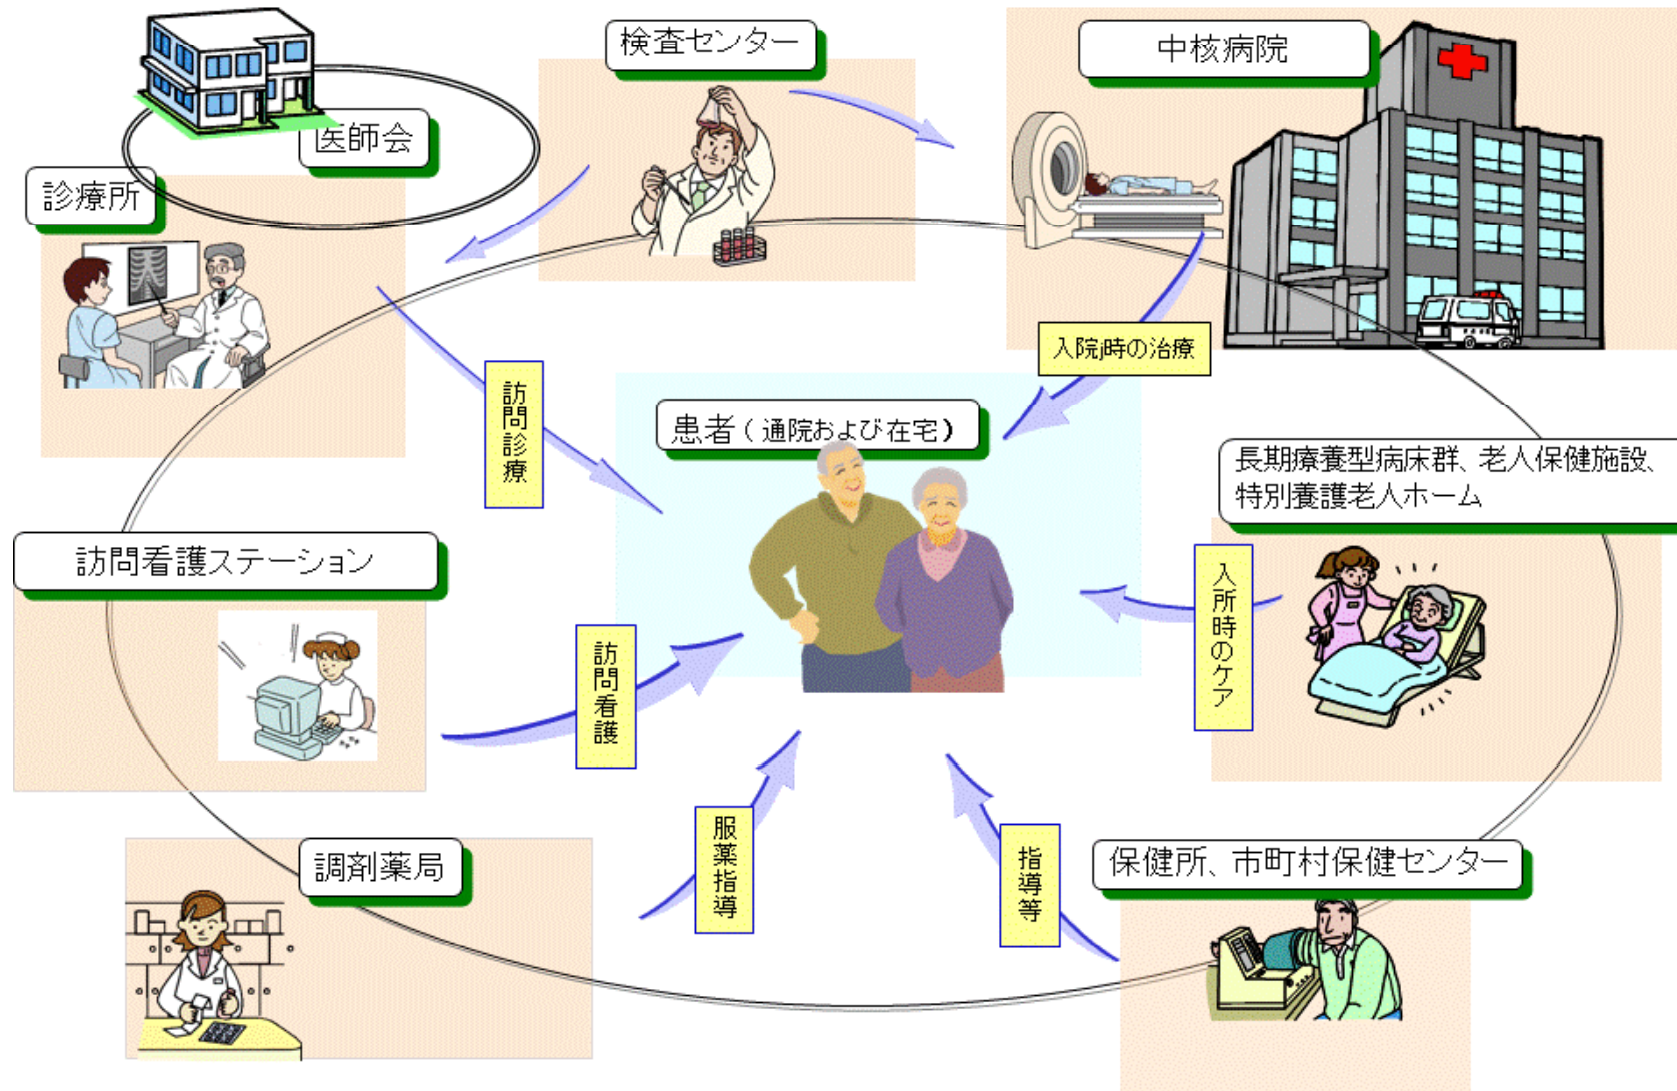 検査センター
中核病院
医師会
診療所
入院j時の治療
訪問診療
患者（通院および在宅）
長期療養型病床群、老人保健施設、
特別養護老人ホーム
訪問看護ステーション
入所時のケア
訪問看護
服薬指導
指導等
調剤薬局
保健所、市町村保健センター